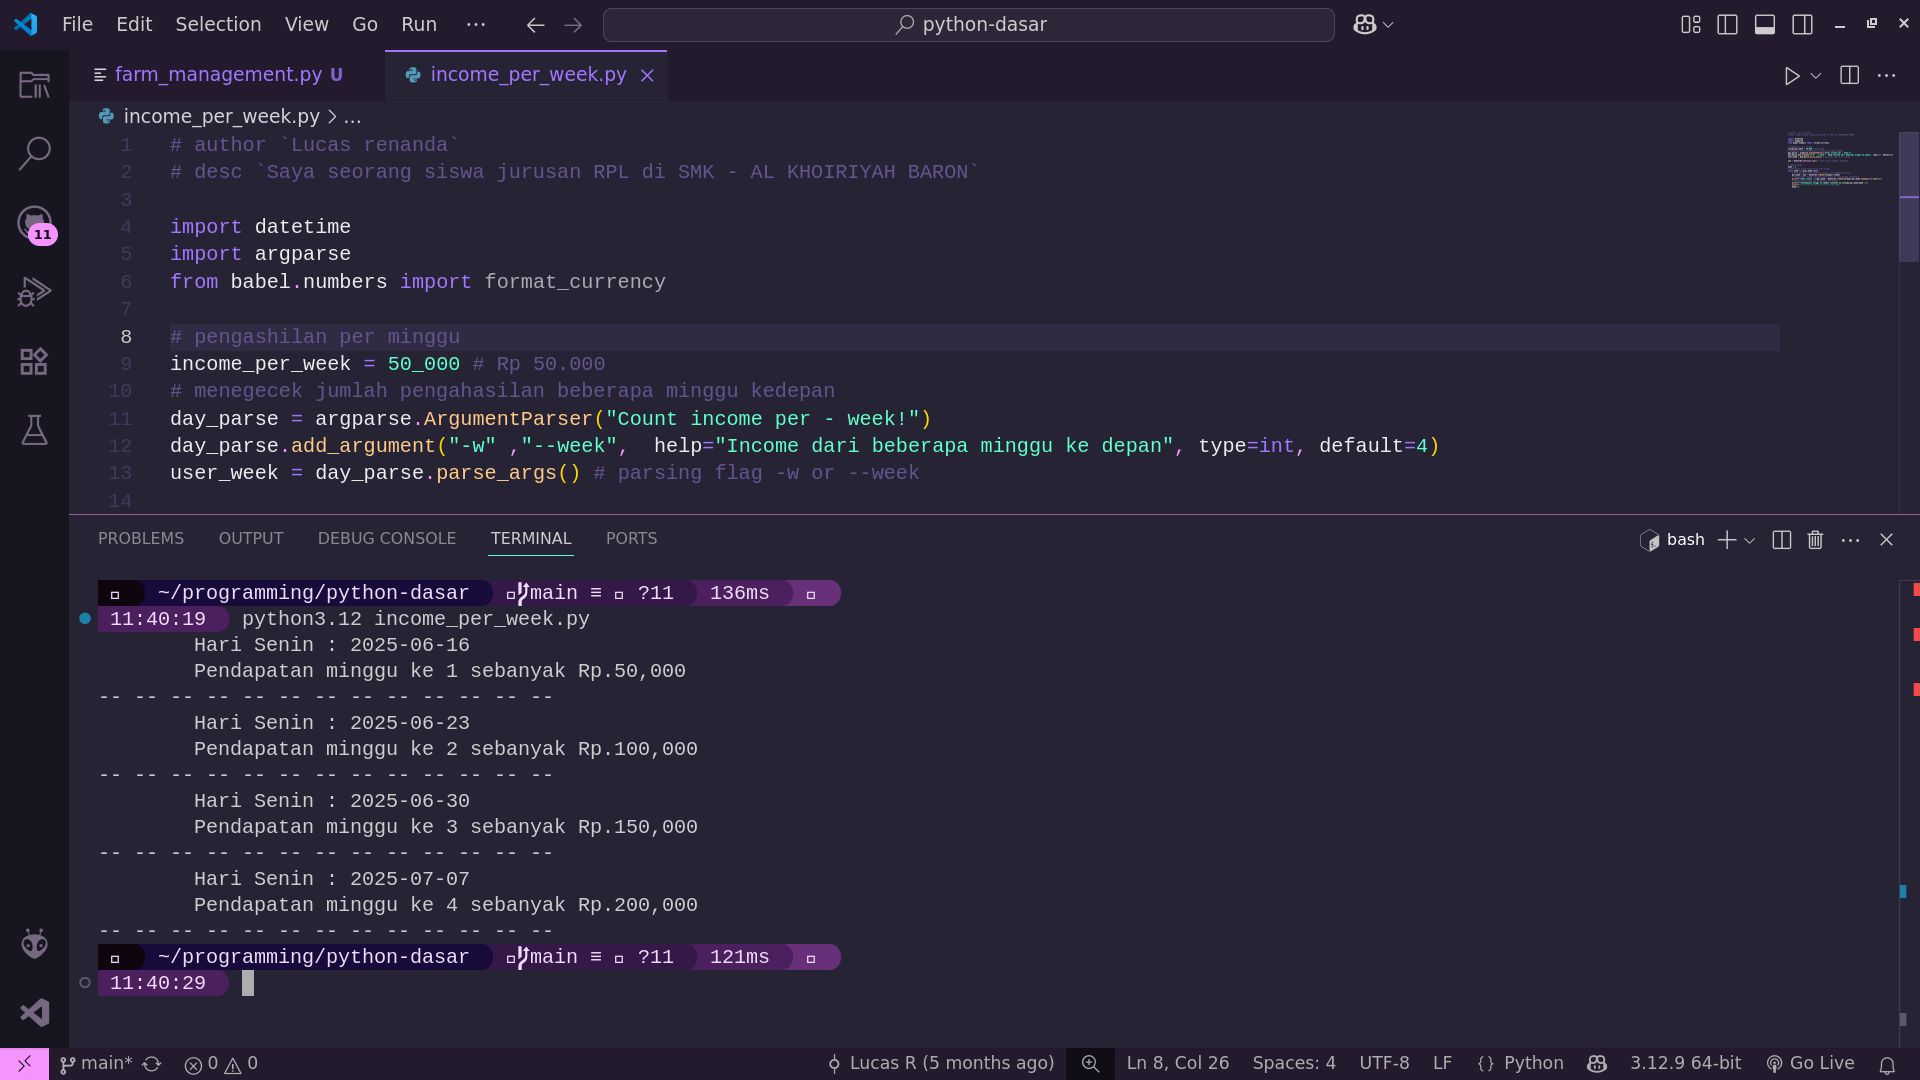 File Edit Selection View Go Run ··· python-dasar
farm_management.py U income_per_week.py
income_per_week.py > ...
1 # author `Lucas renanda`
2 # desc `Saya seorang siswa jurusan RPL di SMK - AL KHOIRIYAH BARON`
3
4 import datetime
5 import argparse
6 from babel.numbers import format_currency
7
8 # pengashilan per minggu
9 income_per_week = 50_000 # Rp 50.000
10 # menegecek jumlah pengahasilan beberapa minggu kedepan
11 day_parse = argparse.ArgumentParser("Count income per - week!")
12 day_parse.add_argument("-w" ,"--week",  help="Income dari beberapa minggu ke depan", type=int, default=4)
13 user_week = day_parse.parse_args() # parsing flag -w or --week
14
11
PROBLEMS OUTPUT DEBUG CONSOLE TERMINAL PORTS bash
~/programming/python-dasar main ≡ ?11 136ms
11:40:19 python3.12 income_per_week.py
Hari Senin : 2025-06-16
Pendapatan minggu ke 1 sebanyak Rp.50,000
-- -- -- -- -- -- -- -- -- -- -- -- --
Hari Senin : 2025-06-23
Pendapatan minggu ke 2 sebanyak Rp.100,000
-- -- -- -- -- -- -- -- -- -- -- -- --
Hari Senin : 2025-06-30
Pendapatan minggu ke 3 sebanyak Rp.150,000
-- -- -- -- -- -- -- -- -- -- -- -- --
Hari Senin : 2025-07-07
Pendapatan minggu ke 4 sebanyak Rp.200,000
-- -- -- -- -- -- -- -- -- -- -- -- --
~/programming/python-dasar main ≡ ?11 121ms
11:40:29
main* 0 0 Lucas R (5 months ago) Ln 8, Col 26 Spaces: 4 UTF-8 LF {} Python 3.12.9 64-bit Go Live